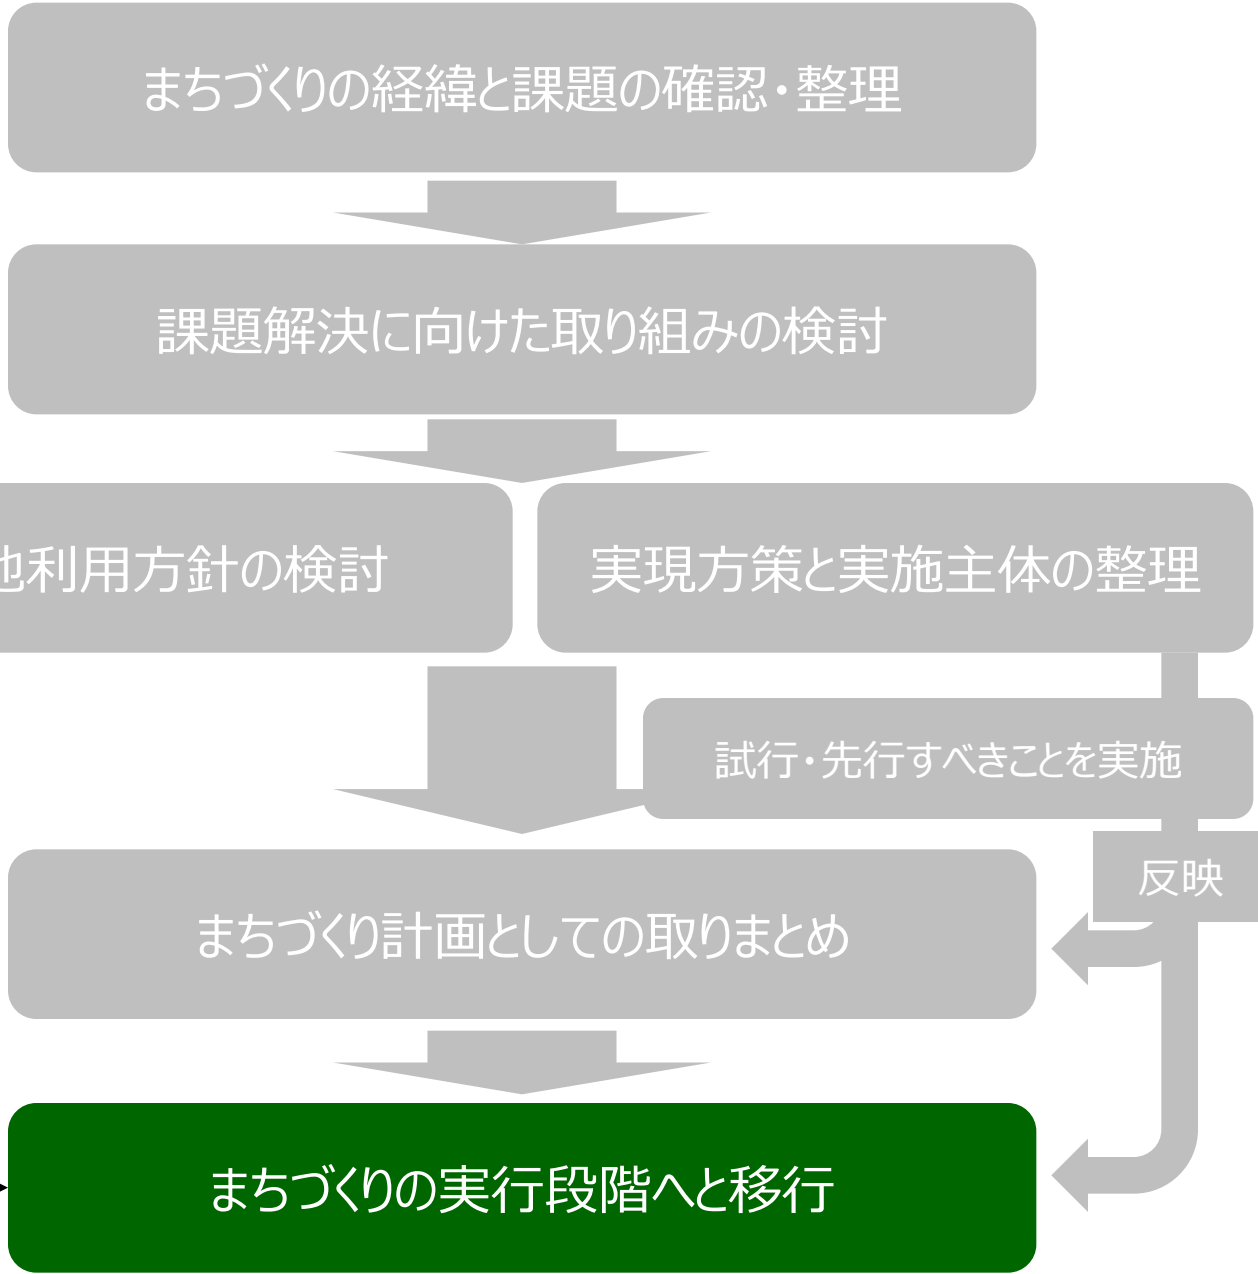 まちづくりの経緯と課題の確認・整理
課題解決に向けた取り組みの検討
地利用方針の検討
実現方策と実施主体の整理
試行・先行すべきことを実施
反映
まちづくり計画としての取りまとめ
まちづくりの実行段階へと移行